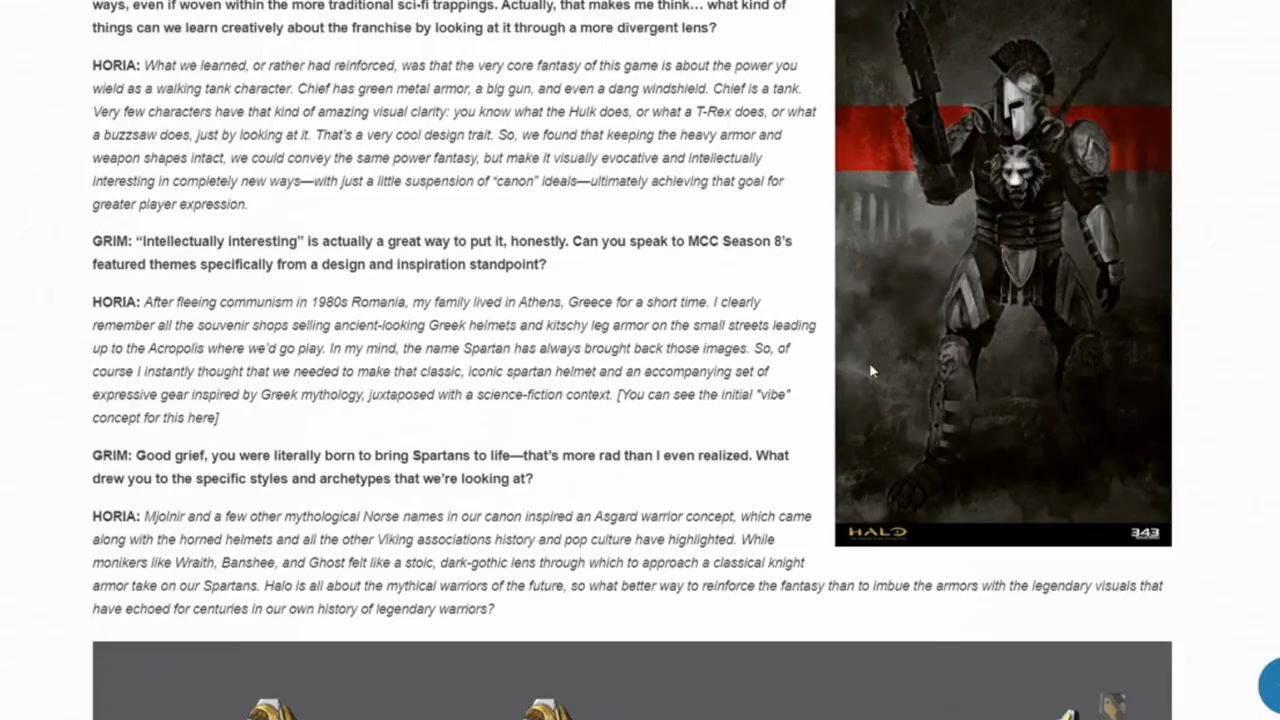 ways, even if woven within the more traditional sci-fi trappings. Actually, that makes me think... what kind of
things can we learn creatively about the franchise by looking at it through a more divergent lens?
HORIA: What we learned, or rather had reinforced, was that the very core fantasy of this game is about the power you
wield as a walking tank character. Chief has green metal armor, a big gun, and even a dang windshield. Chief is a tank.
Very few characters have that kind of amazing visual clarity: you know what the Hulk does, or what a T-Rex does, or what
a buzzsaw does, just by looking at it. That's a very cool design trait. So, we found that keeping the heavy armor and
weapon shapes intact, we could convey the same power fantasy, but make it visually evocative and intellectually
interesting in completely new ways—with just a little suspension of “canon” ideals—ultimately achieving that goal for
greater player expression.
GRIM: “Intellectually interesting” is actually a great way to put it, honestly. Can you speak to MCC Season 8's
featured themes specifically from a design and inspiration standpoint?
HORIA: After fleeing communism in 1980s Romania, my family lived in Athens, Greece for a short time. I clearly
remember all the souvenir shops selling ancient-looking Greek helmets and kitschy leg armor on the small streets leading
up to the Acropolis where we'd go play. In my mind, the name Spartan has always brought back those images. So, of
course I instantly thought that we needed to make that classic, iconic spartan helmet and an accompanying set of
expressive gear inspired by Greek mythology, juxtaposed with a science-fiction context. [You can see the initial "vibe"
concept for this here]
GRIM: Good grief, you were literally born to bring Spartans to life—that's more rad than I even realized. What
drew you to the specific styles and archetypes that we're looking at?
HORIA: Mjolnir and a few other mythological Norse names in our canon inspired an Asgard warrior concept, which came
along with the horned helmets and all the other Viking associations history and pop culture have highlighted. While
monikers like Wraith, Banshee, and Ghost felt like a stoic, dark-gothic lens through which to approach a classical knight
armor take on our Spartans. Halo is all about the mythical warriors of the future, so what better way to reinforce the fantasy than to imbue the armors with the legendary visuals that
have echoed for centuries in our own history of legendary warriors?
HALO
343